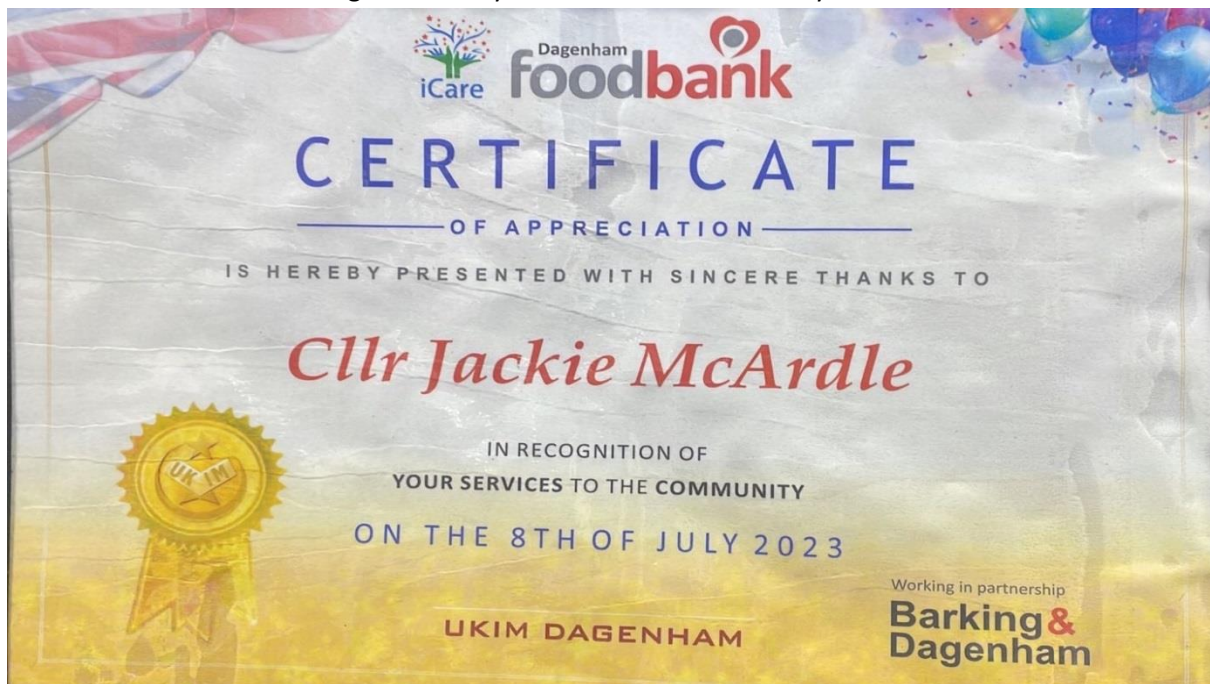 iCare
Dagenham
foodbank
CERTIFICATE
OF APPRECIATION
IS HEREBY PRESENTED WITH SINCERE THANKS TO
Cllr Jackie McArdle
IN RECOGNITION OF
YOUR SERVICES TO THE COMMUNITY
ON THE 8TH OF JULY 2023
UK IM
UKIM DAGENHAM
Working in partnership
Barking &
Dagenham